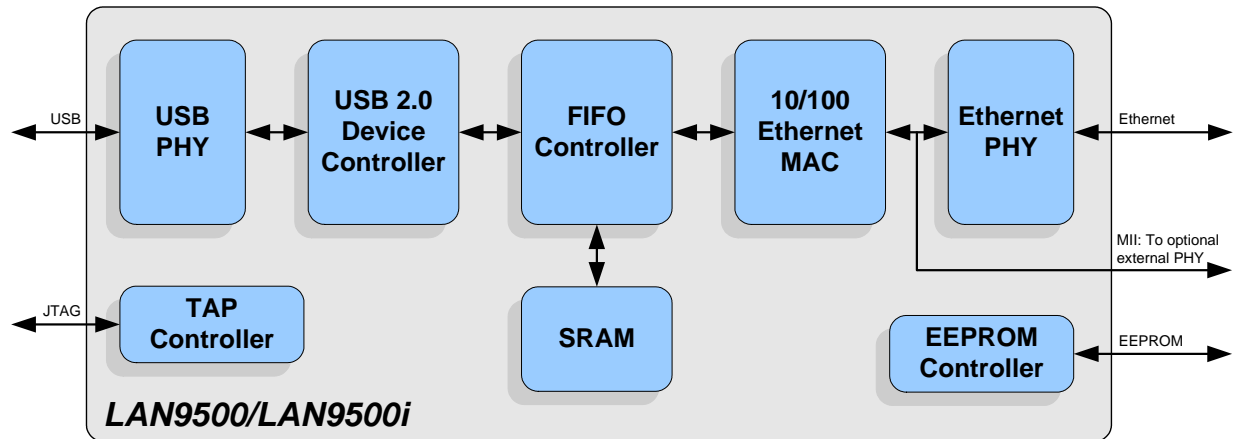 USB
USB
PHY
USB 2.0
Device
Controller
FIFO
Controller
10/100
Ethernet
MAC
Ethernet
PHY
Ethernet
MII: To optional
external PHY
JTAG
TAP
Controller
SRAM
EEPROM
Controller
EEPROM
LAN9500/LAN9500i